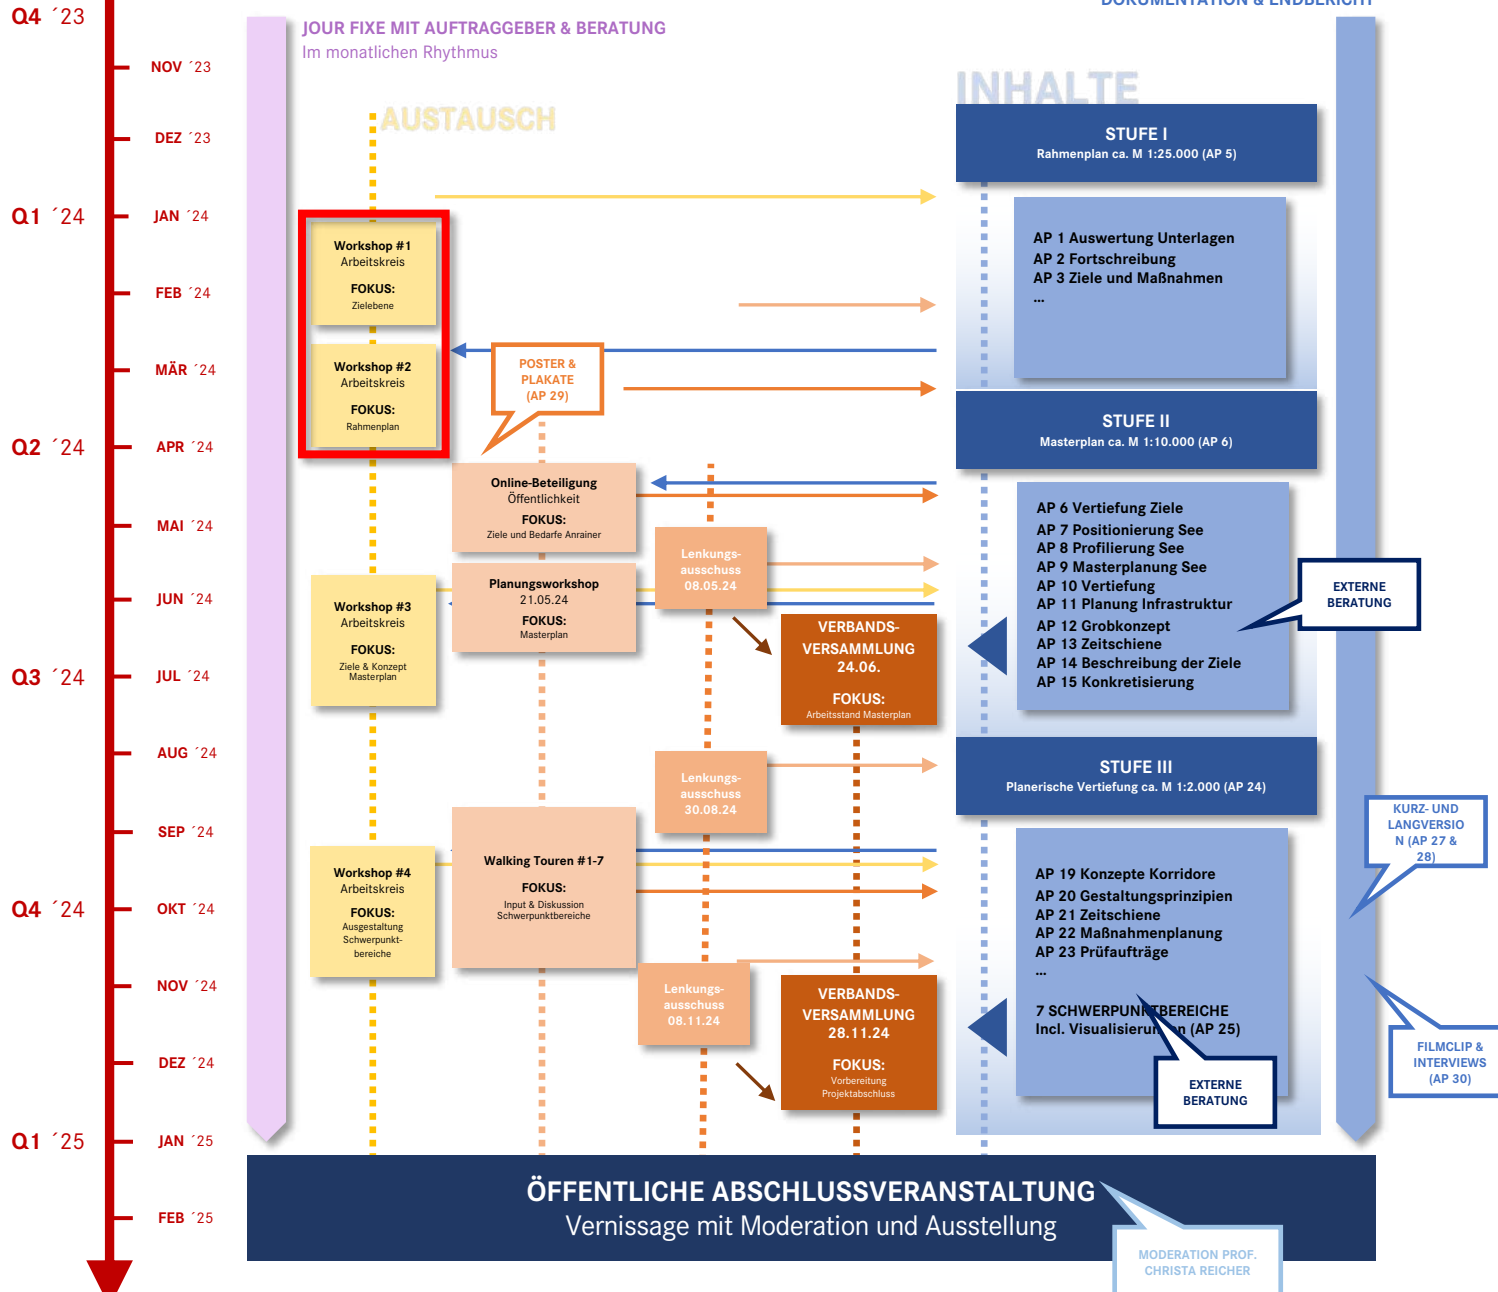 DOKUMENTATION & ENDBERICHT
Q4 ´23
NOV ´23
DEZ ´23
Q1 ´24
JAN ´24
FEB ´24
MÄR ´24
Q2 ´24
APR ´24
MAI ´24
JUN ´24
Q3 ´24
JUL ´24
AUG ´24
SEP ´24
Q4 ´24
OKT ´24
NOV ´24
DEZ ´24
Q1 ´25
JAN ´25
FEB ´25
JOUR FIXE MIT AUFTRAGGEBER & BERATUNG
Im monatlichen Rhythmus
AUSTAUSCH
Workshop #1
Arbeitskreis
FOKUS:
Zielebene
Workshop #2
Arbeitskreis
FOKUS:
Rahmenplan
Workshop #3
Arbeitskreis
FOKUS:
Ziele & Konzept
Masterplan
Workshop #4
Arbeitskreis
FOKUS:
Ausgestaltung
Schwerpunkt-
bereiche
POSTER &
PLAKATE
(AP 29)
Online-Beteiligung
Öffentlichkeit
FOKUS:
Ziele und Bedarfe Anrainer
Planungsworkshop
21.05.24
FOKUS:
Masterplan
Walking Touren #1-7
FOKUS:
Input & Diskussion
Schwerpunktbereiche
Lenkungs-
ausschuss
08.05.24
Lenkungs-
ausschuss
30.08.24
Lenkungs-
ausschuss
08.11.24
VERBANDS-
VERSAMMLUNG
24.06.
FOKUS:
Arbeitsstand Masterplan
VERBANDS-
VERSAMMLUNG
28.11.24
FOKUS:
Vorbereitung
Projektabschluss
INHALTE
STUFE I
Rahmenplan ca. M 1:25.000 (AP 5)
AP 1 Auswertung Unterlagen
AP 2 Fortschreibung
AP 3 Ziele und Maßnahmen
...
STUFE II
Masterplan ca. M 1:10.000 (AP 6)
AP 6 Vertiefung Ziele
AP 7 Positionierung See
AP 8 Profilierung See
AP 9 Masterplanung See
AP 10 Vertiefung
AP 11 Planung Infrastruktur
AP 12 Grobkonzept
AP 13 Zeitschiene
AP 14 Beschreibung der Ziele
AP 15 Konkretisierung
EXTERNE
BERATUNG
STUFE III
Planerische Vertiefung ca. M 1:2.000 (AP 24)
AP 19 Konzepte Korridore
AP 20 Gestaltungsprinzipien
AP 21 Zeitschiene
AP 22 Maßnahmenplanung
AP 23 Prüfaufträge
...
7 SCHWERPUNKTBEREICHE
Incl. Visualisierungen (AP 25)
EXTERNE
BERATUNG
KURZ- UND
LANGVERSIO
N (AP 27 &
28)
FILMCLIP &
INTERVIEWS
(AP 30)
ÖFFENTLICHE ABSCHLUSSVERANSTALTUNG
Vernissage mit Moderation und Ausstellung
MODERATION PROF.
CHRISTA REICHER